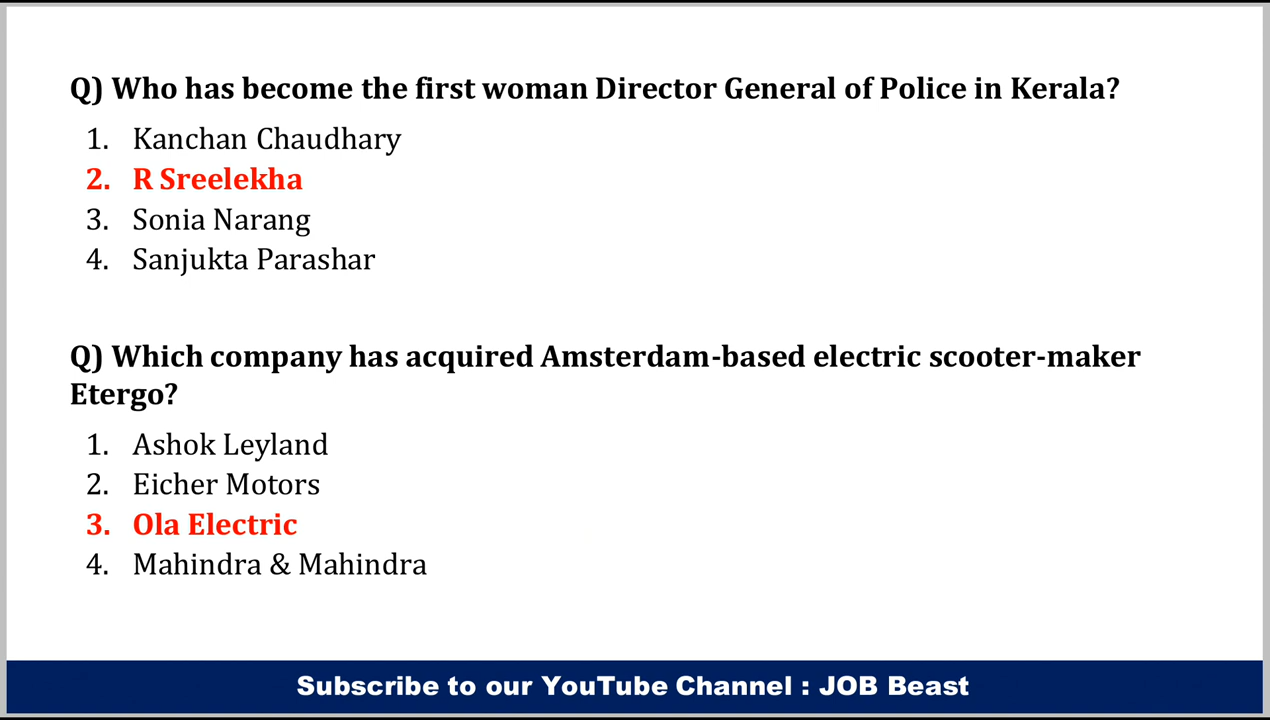 Q) Who has become the first woman Director General of Police in Kerala?
1. Kanchan Chaudhary
2. R Sreelekha
3. Sonia Narang
4. Sanjukta Parashar
Q) Which company has acquired Amsterdam-based electric scooter-maker
Etergo?
1. Ashok Leyland
2. Eicher Motors
3. Ola Electric
4. Mahindra & Mahindra
Subscribe to our YouTube Channel : JOB Beast